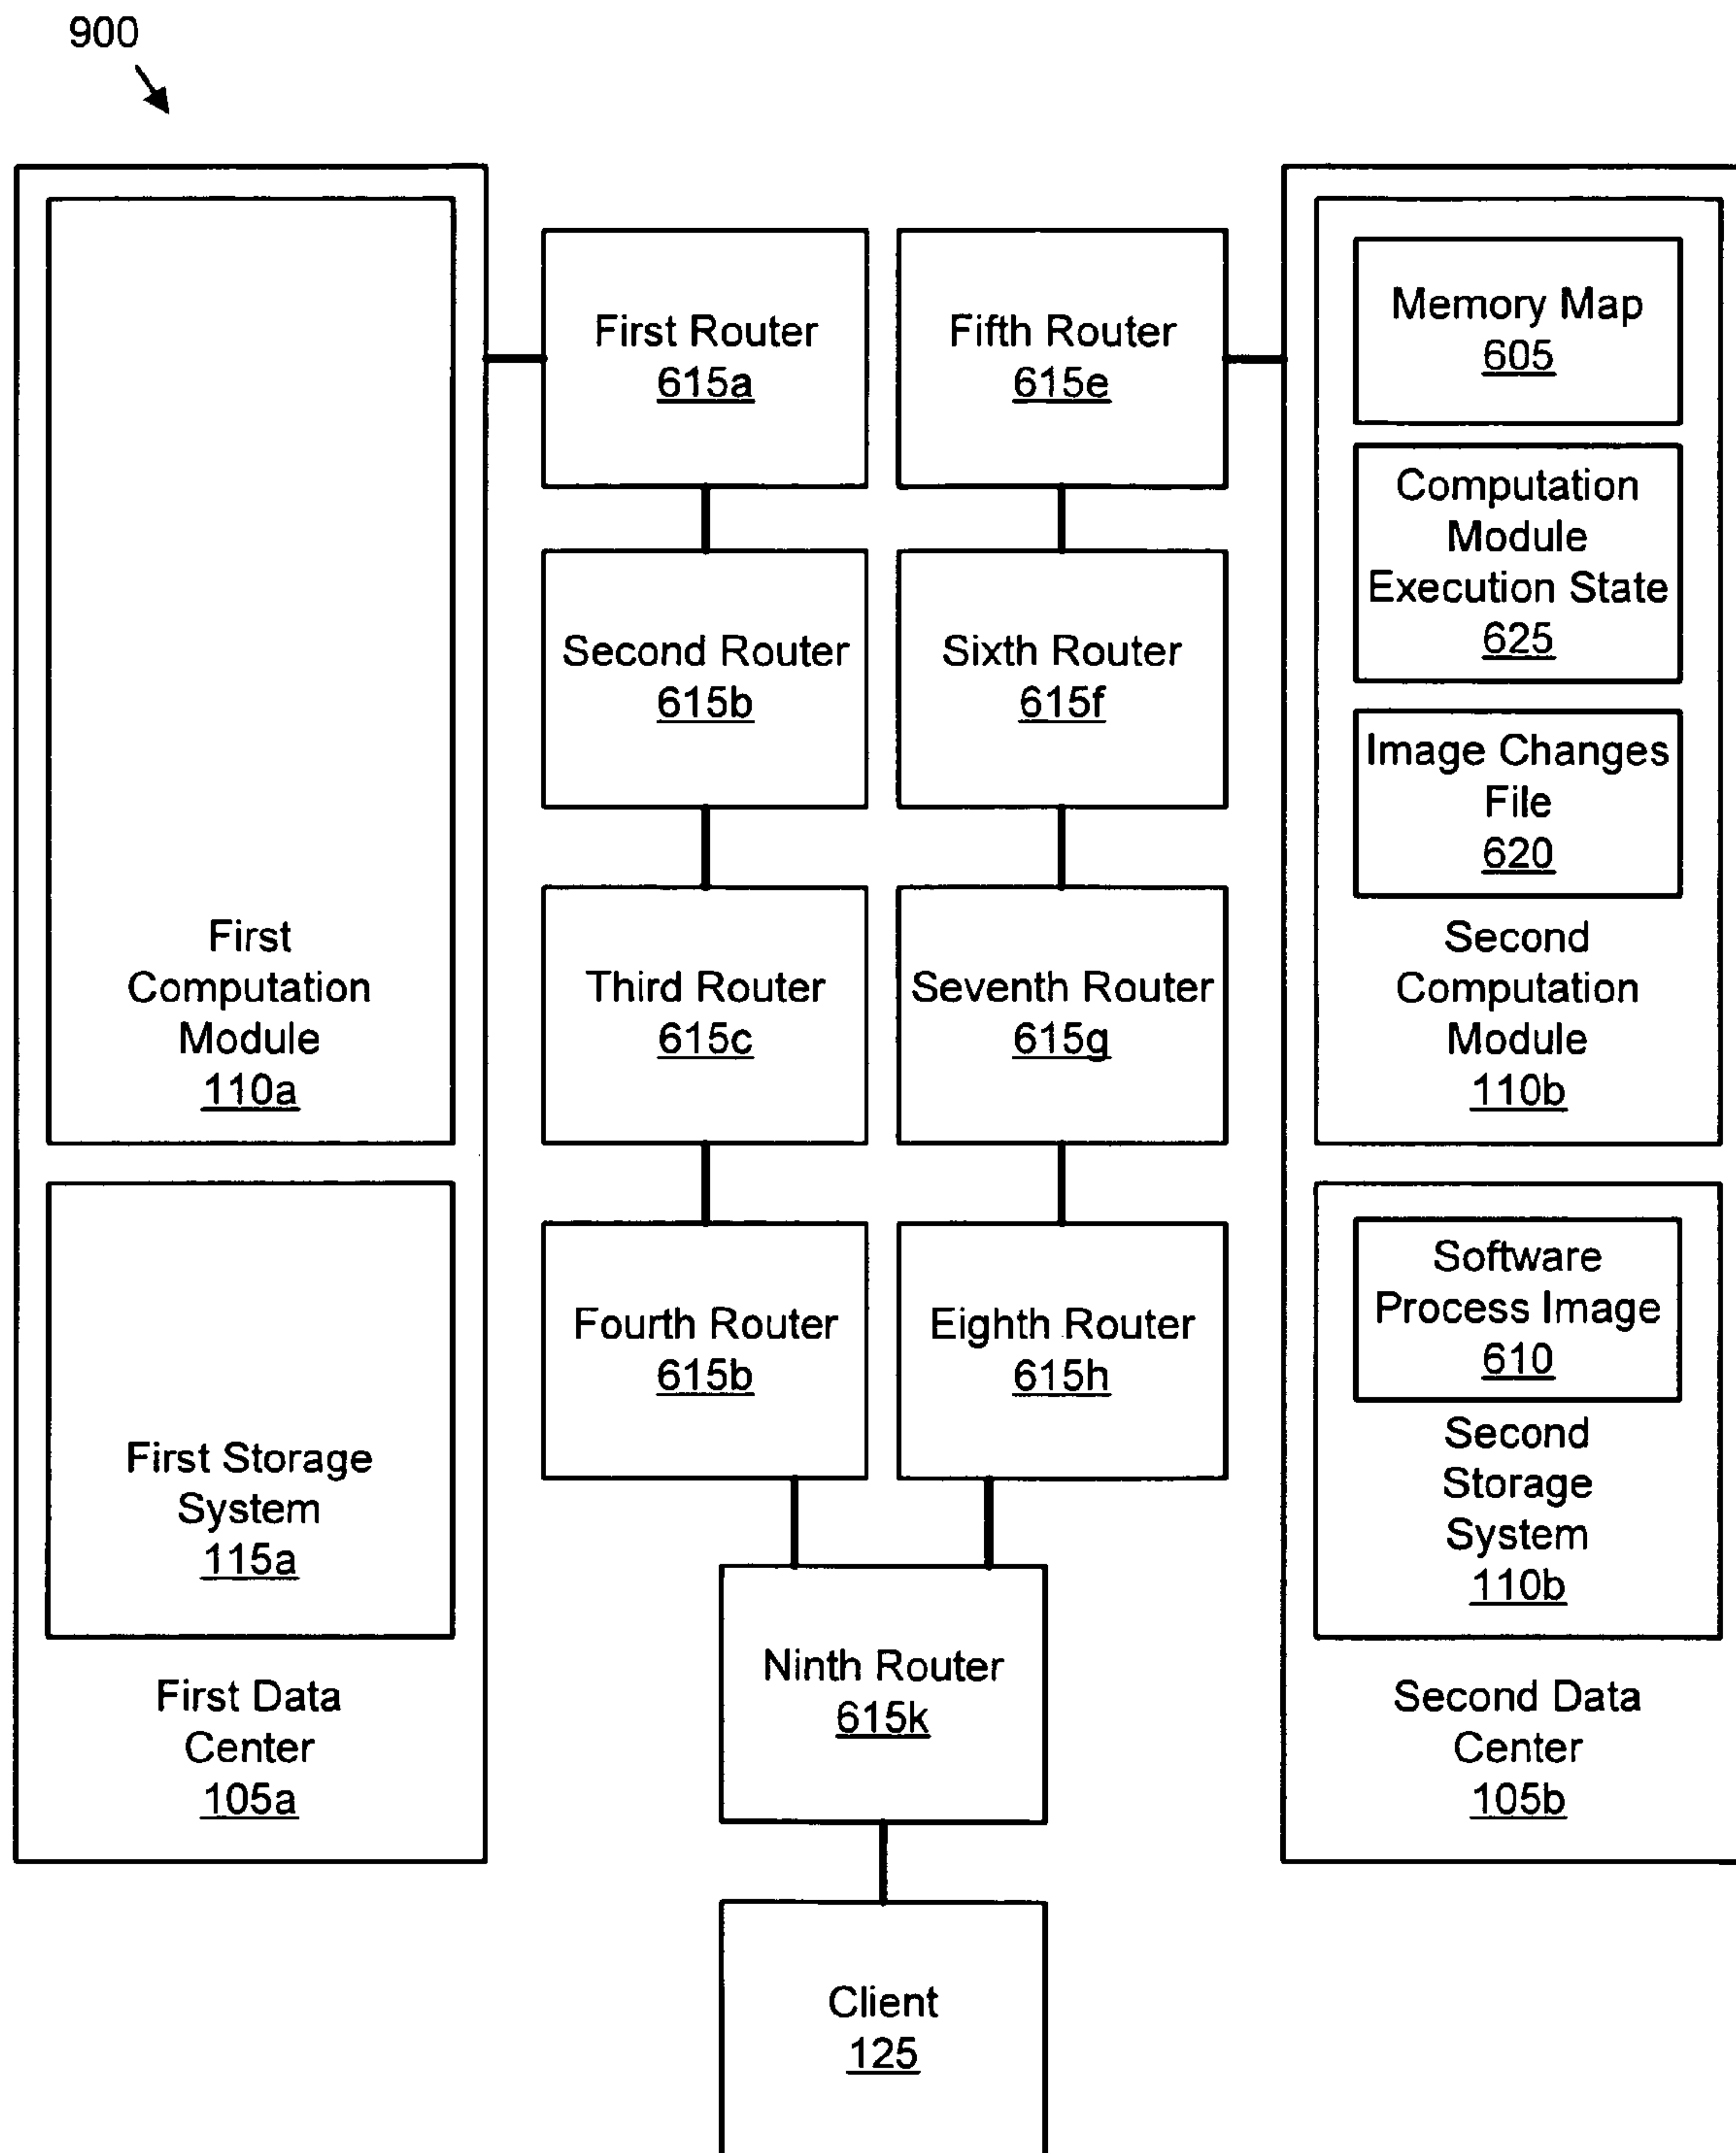 900
First
Computation
Module
110a
First Storage
System
115a
First Data
Center
105a
First Router
615a
Second Router
615b
Third Router
615c
Fourth Router
615b
Fifth Router
615e
Sixth Router
615f
Seventh Router
615g
Eighth Router
615h
Ninth Router
615k
Client
125
Memory Map
605
Computation
Module
Execution State
625
Image Changes
File
620
Second
Computation
Module
110b
Software
Process Image
610
Second
Storage
System
110b
Second Data
Center
105b